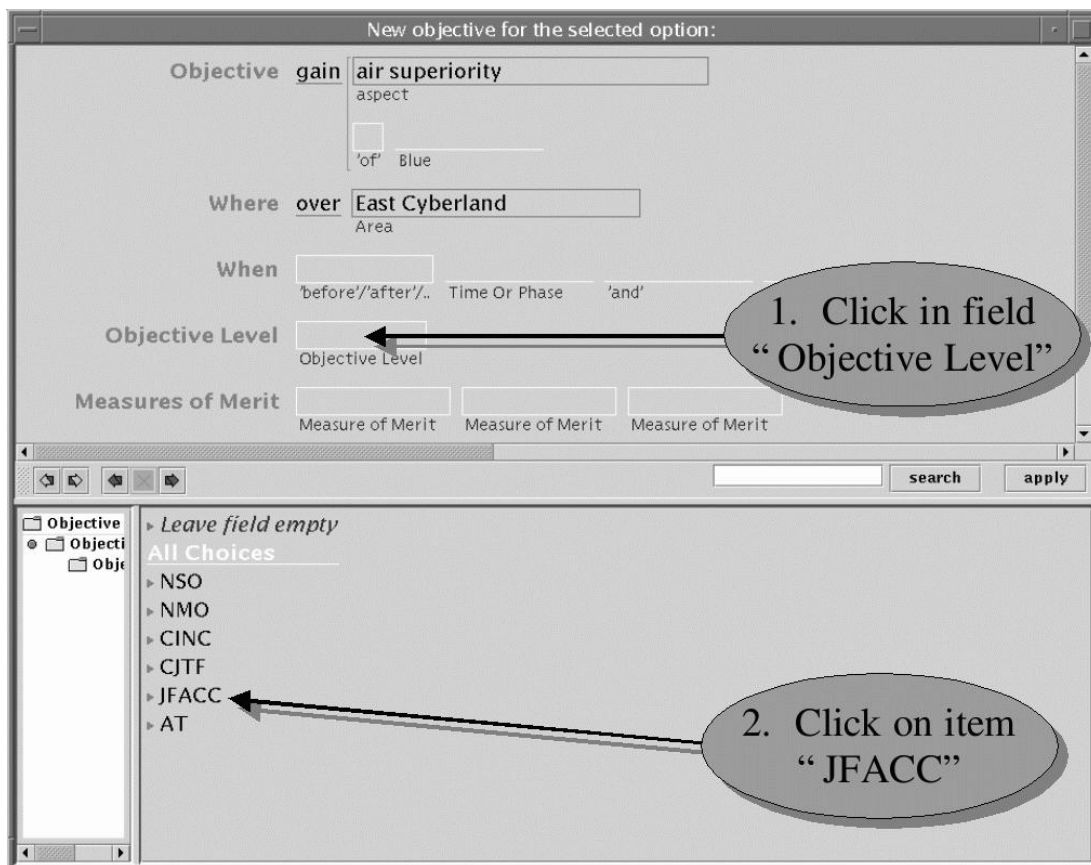 New objective for the selected option:
Objective gain air superiority
aspect
'of' Blue
Where over East Cyberland
Area
When
'before'/'after'/.. Time Or Phase 'and'
1. Click in field
“ Objective Level”
Objective Level
Objective Level
Measures of Merit
Measure of Merit Measure of Merit Measure of Merit
search apply
Objective
Objecti
Obje
Leave field empty
All Choices
NSO
NMO
CINC
CJTF
JFACC
AT
2. Click on item
“ JFACC”